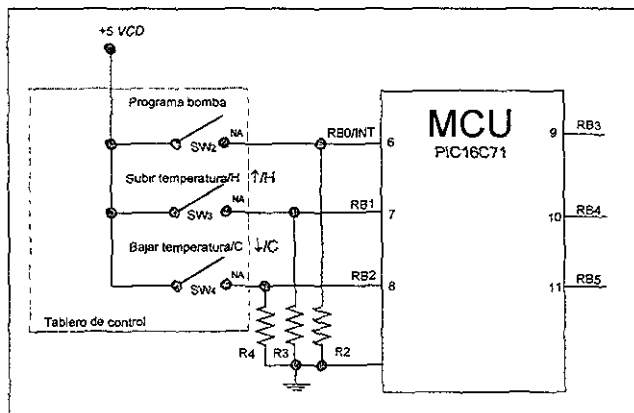 +5 VCD
Programa bomba
NA
SW2
RB0/INT
6
MCU
PIC16C71
9
RB3
Subir temperatura/H ↑/H
NA
SW3
RB1
7
10
RB4
Bajar temperatura/C ↓/C
NA
SW4
RB2
8
11
RB5
R4
R3
R2
Tablero de control